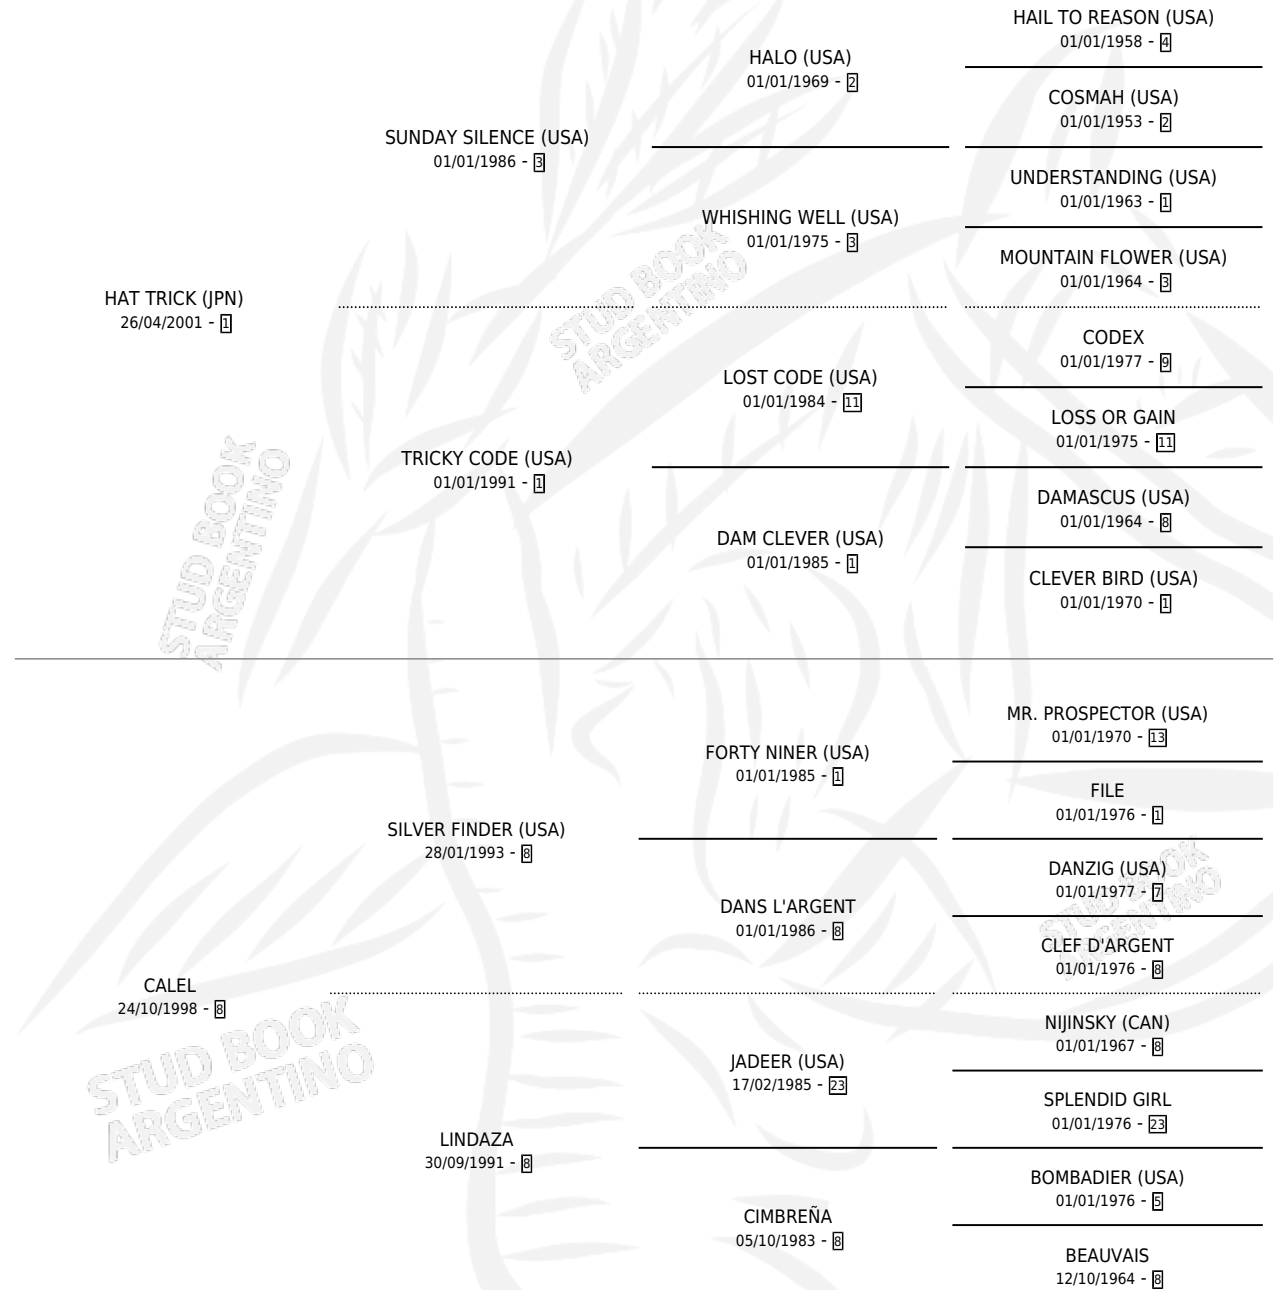 HAIL TO REASON (USA)
01/01/1958 - 4
HALO (USA)
01/01/1969 - 2
COSMAH (USA)
01/01/1953 - 2
SUNDAY SILENCE (USA)
01/01/1986 - 3
UNDERSTANDING (USA)
01/01/1963 - 1
WHISHING WELL (USA)
01/01/1975 - 3
MOUNTAIN FLOWER (USA)
01/01/1964 - 3
HAT TRICK (JPN)
26/04/2001 - 1
CODEX
01/01/1977 - 9
LOST CODE (USA)
01/01/1984 - 11
LOSS OR GAIN
01/01/1975 - 11
TRICKY CODE (USA)
01/01/1991 - 1
DAMASCUS (USA)
01/01/1964 - 8
DAM CLEVER (USA)
01/01/1985 - 1
CLEVER BIRD (USA)
01/01/1970 - 1
MR. PROSPECTOR (USA)
01/01/1970 - 13
FORTY NINER (USA)
01/01/1985 - 1
FILE
01/01/1976 - 1
SILVER FINDER (USA)
28/01/1993 - 8
DANZIG (USA)
01/01/1977 - 7
DANS L'ARGENT
01/01/1986 - 8
CLEF D'ARGENT
01/01/1976 - 8
CALEL
24/10/1998 - 8
NIJINSKY (CAN)
01/01/1967 - 8
JADEER (USA)
17/02/1985 - 23
SPLENDID GIRL
01/01/1976 - 23
LINDAZA
30/09/1991 - 8
BOMBADIER (USA)
01/01/1976 - 5
CIMBREÑA
05/10/1983 - 8
BEAUVAIS
12/10/1964 - 8
STUD BOOK
ARGENTINO
STUD BOOK
ARGENTINO
STUD BOOK
ARGENTINO
STUD BOOK
ARGENTINO